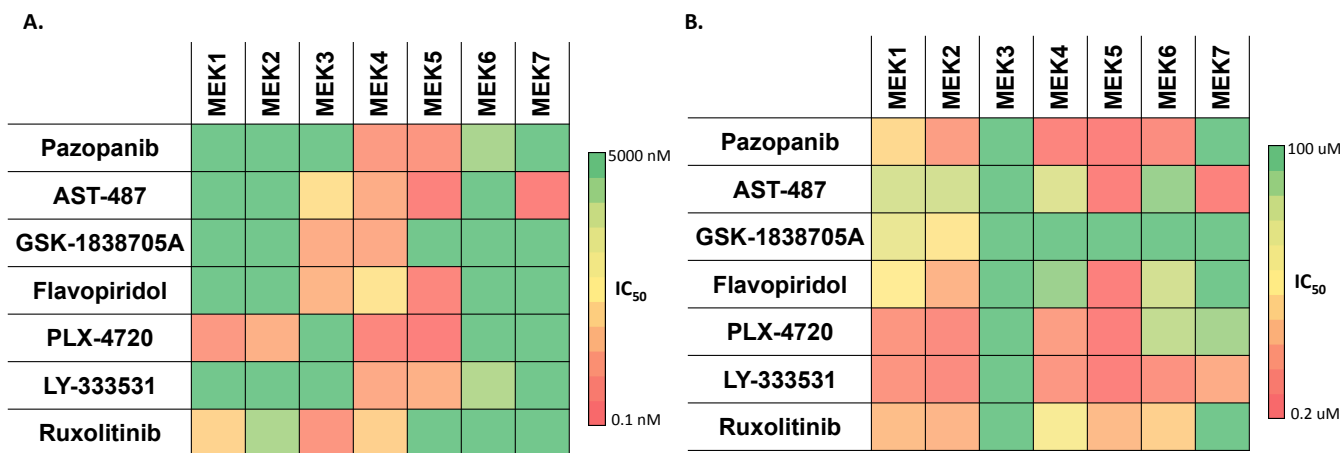 A.
MEK1 MEK2 MEK3 MEK4 MEK5 MEK6 MEK7
Pazopanib
AST-487
GSK-1838705A
Flavopiridol
PLX-4720
LY-333531
Ruxolitinib
5000 nM
IC50
0.1 nM
B.
MEK1 MEK2 MEK3 MEK4 MEK5 MEK6 MEK7
Pazopanib
AST-487
GSK-1838705A
Flavopiridol
PLX-4720
LY-333531
Ruxolitinib
100 uM
IC50
0.2 uM